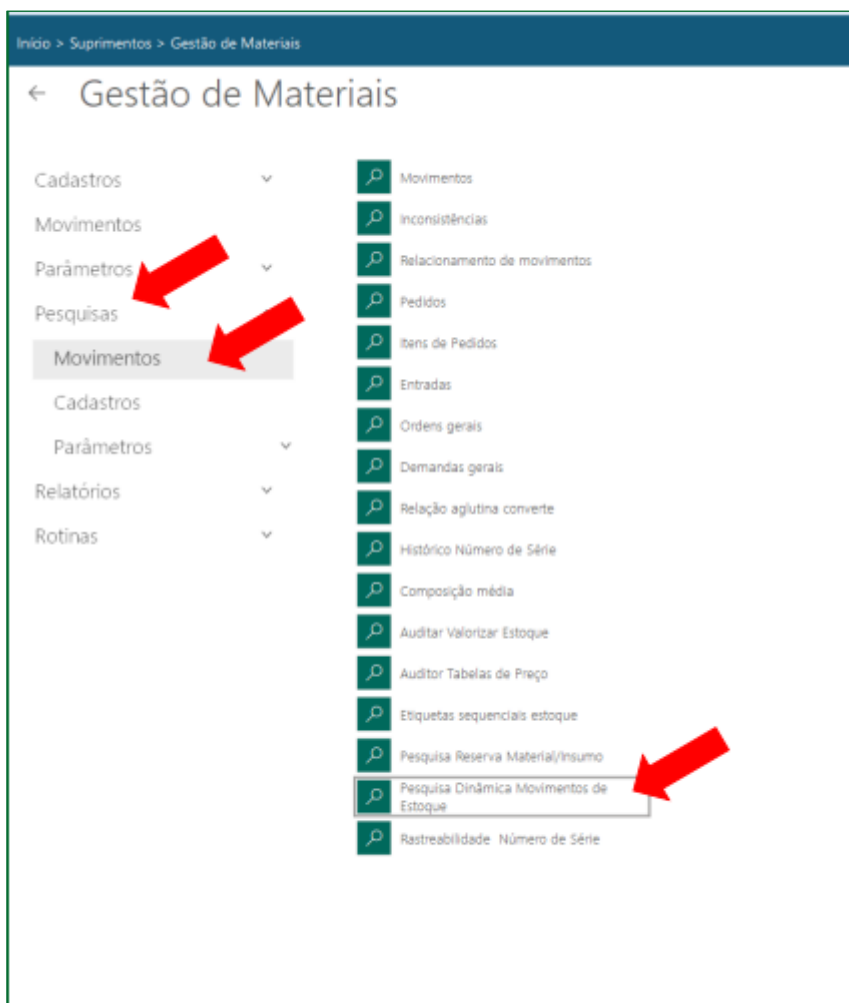 Início > Suprimentos > Gestão de Materiais
Gestão de Materiais
Cadastros
Movimentos
Parâmetros
Pesquisas
Movimentos
Cadastros
Parâmetros
Relatórios
Rotinas
Movimentos
Inconsistências
Relacionamento de movimentos
Pedidos
Itens de Pedidos
Entradas
Ordens gerais
Demandas gerais
Relação aglutina converte
Histórico Número de Série
Composição média
Auditar Valorizar Estoque
Auditor Tabelas de Preço
Etiquetas sequenciais estoque
Pesquisa Reserva Material/Insumo
Pesquisa Dinâmica Movimentos de
Estoque
Rastreabilidade Número de Série